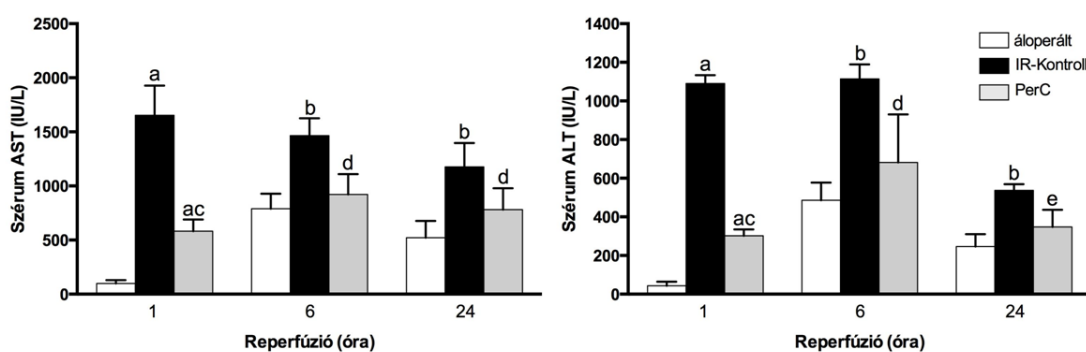 Szérum AST (IU/L)
2500
2000
1500
1000
500
0
a
ac
b
d
b
d
1
6
24
Reperfúzió (óra)
Szérum ALT (IU/L)
1400
1200
1000
800
600
400
200
0
a
ac
b
d
b
e
1
6
24
Reperfúzió (óra)
áloperált
IR-Kontroll
PerC